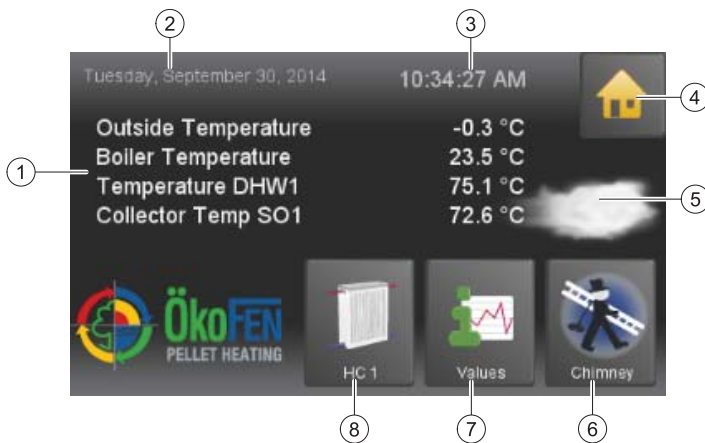 2
3
Tuesday, September 30, 2014 10:34:27 AM
4
Outside Temperature -0.3 °C
Boiler Temperature 23.5 °C
1
Temperature DHW1 75.1 °C
5
Collector Temp SO1 72.6 °C
ÖkoFEN
PELLET HEATING
HC 1 Values Chimney
8 7 6